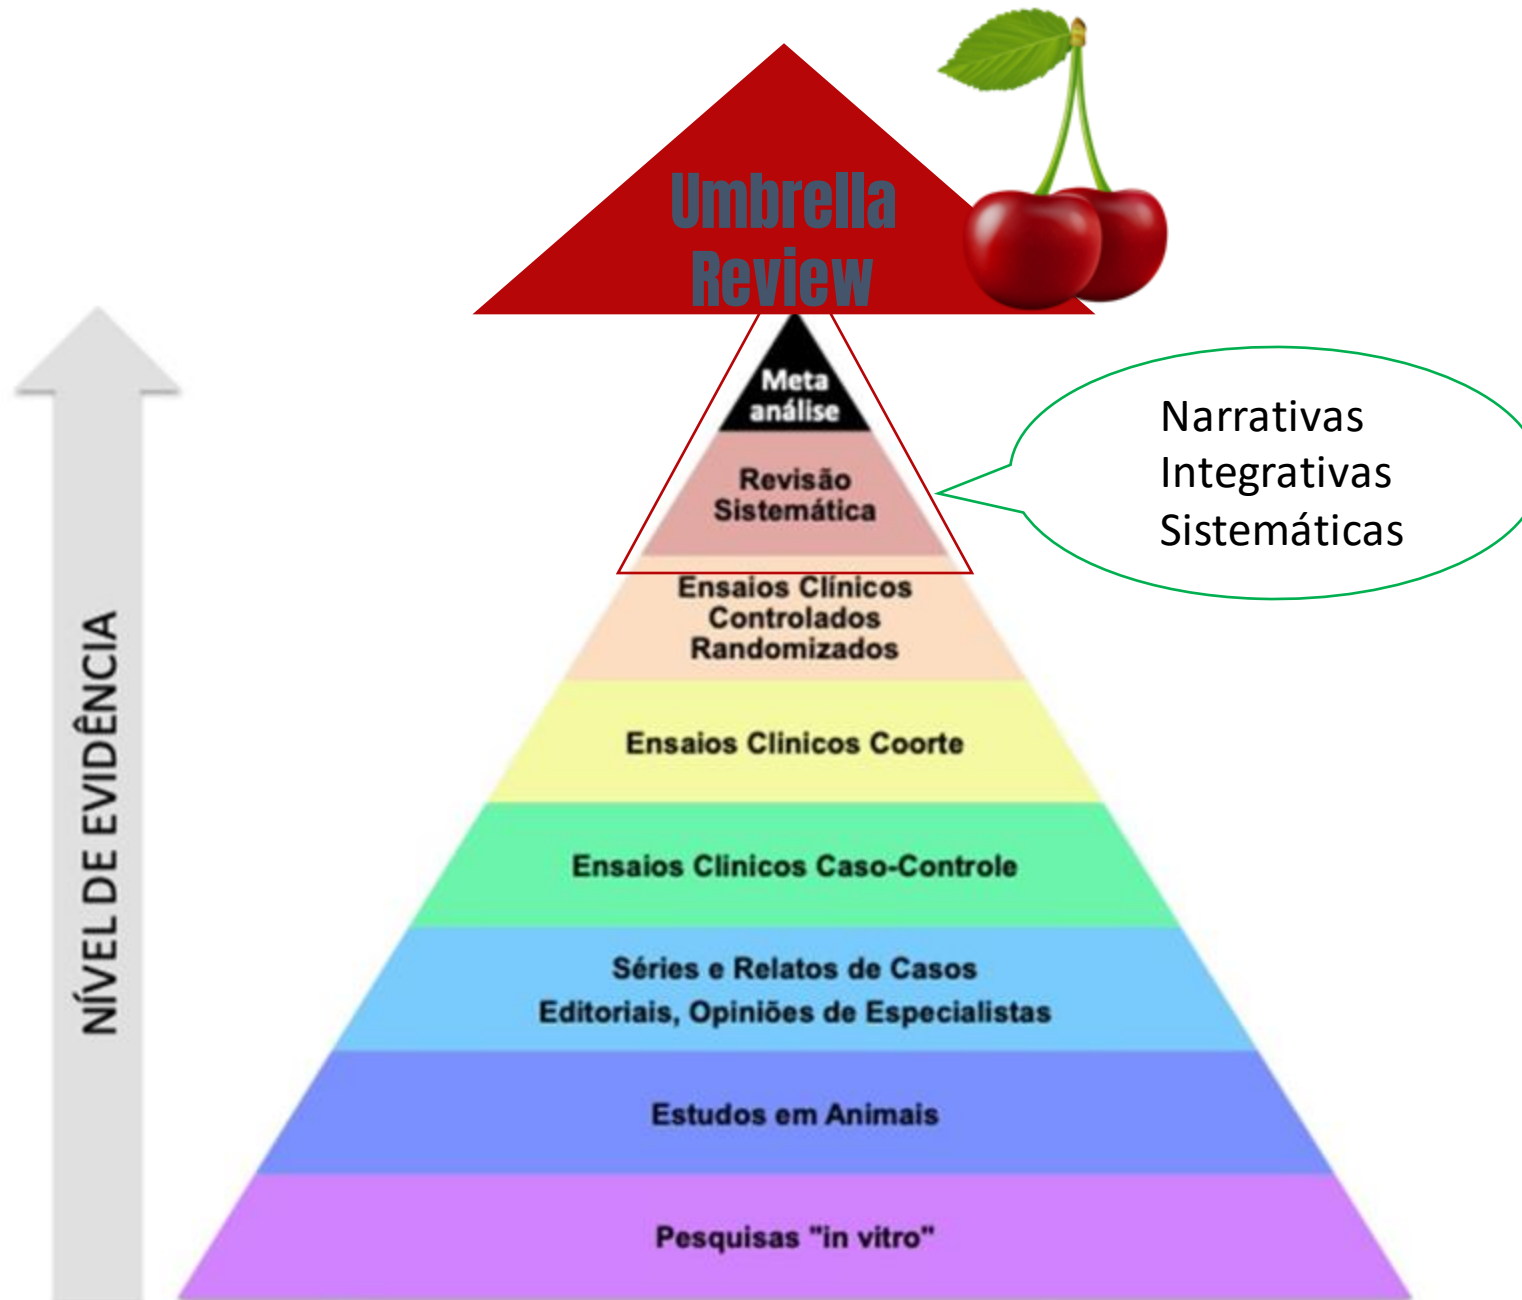 Umbrella
Review
Meta
análise
Revisão
Sistemática
Narrativas
Integrativas
Sistemáticas
Ensaios Clínicos
Controlados
Randomizados
Ensaios Clinicos Coorte
Ensaios Clinicos Caso-Controle
Séries e Relatos de Casos
Editoriais, Opiniões de Especialistas
Estudos em Animais
Pesquisas "in vitro"
NÍVEL DE EVIDÊNCIA